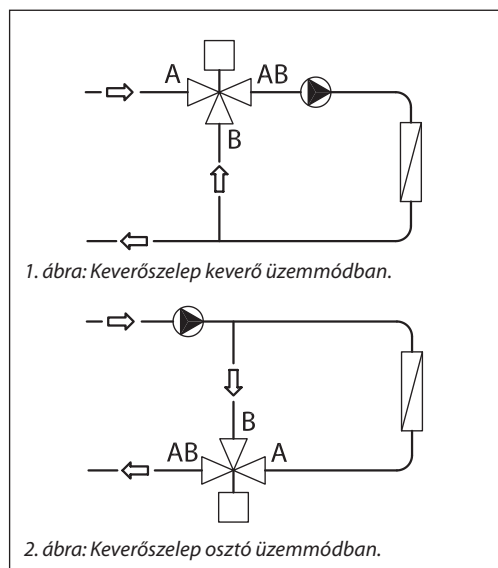 A AB
B
1. ábra: Keverőszelep keverő üzemmódban.
B
AB A
2. ábra: Keverőszelep osztó üzemmódban.